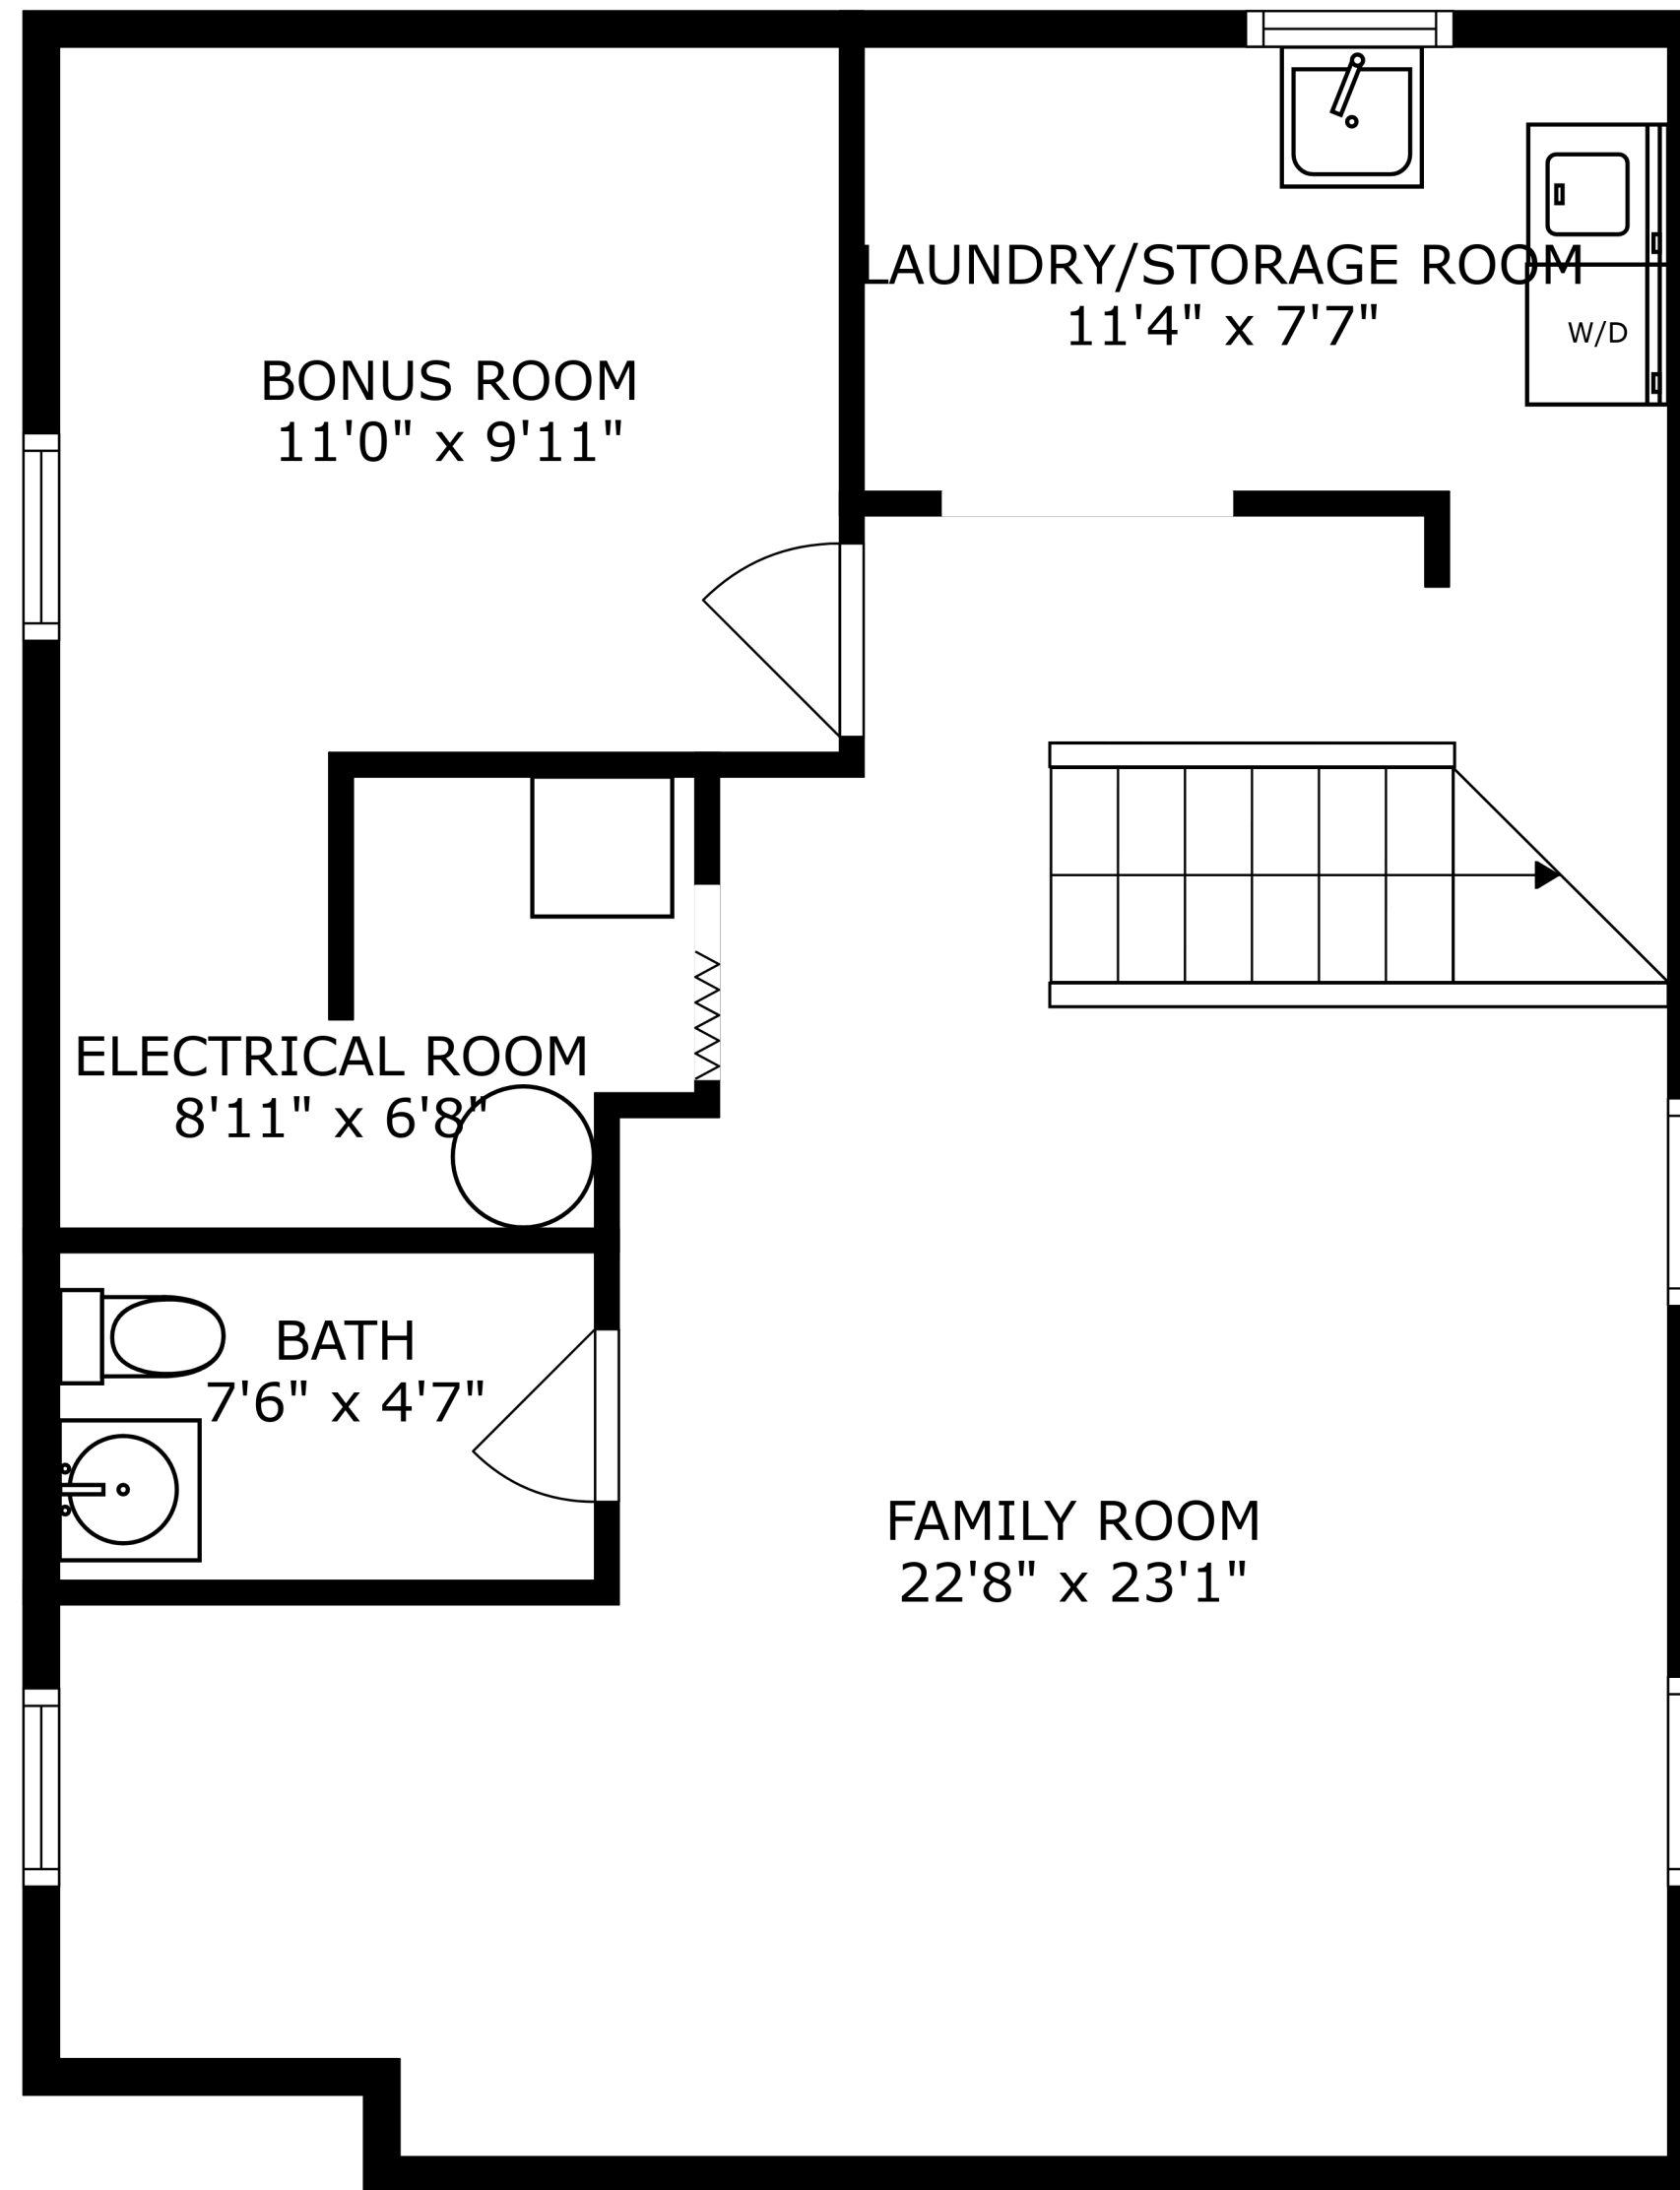 LAUNDRY/STORAGE ROOM
11'4" x 7'7"
W/D
BONUS ROOM
11'0" x 9'11"
ELECTRICAL ROOM
8'11" x 6'8"
BATH
7'6" x 4'7"
FAMILY ROOM
22'8" x 23'1"